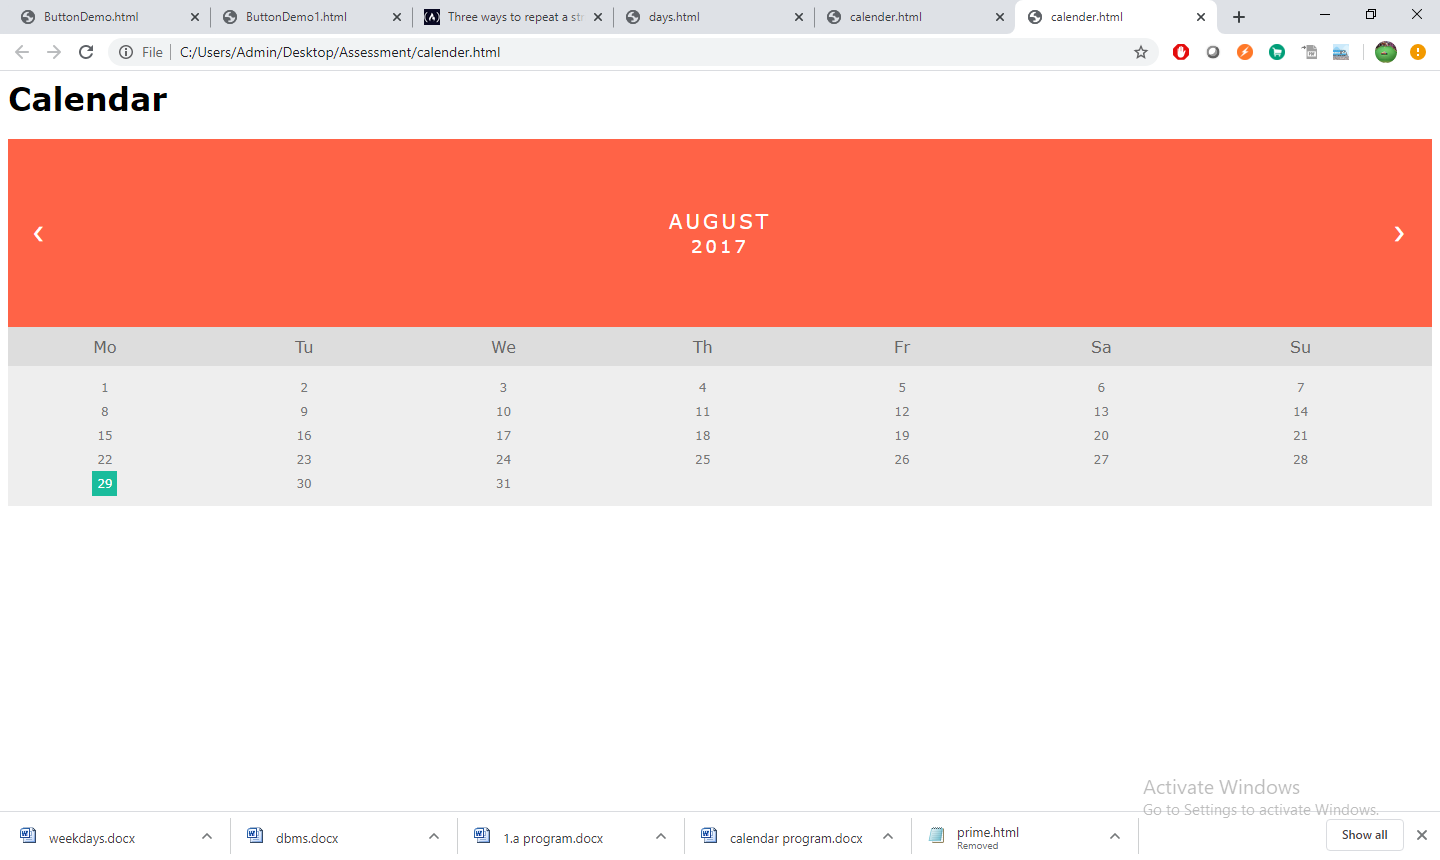 ButtonDemo.html ButtonDemo1.html Three ways to repeat a str days.html calender.html calender.html
File C:/Users/Admin/Desktop/Assessment/calender.html
Calendar
❮ AUGUST ❯
2017
Mo Tu We Th Fr Sa Su
1 2 3 4 5 6 7
8 9 10 11 12 13 14
15 16 17 18 19 20 21
22 23 24 25 26 27 28
29 30 31
Activate Windows
Go to Settings to activate Windows.
weekdays.docx dbms.docx 1.a program.docx calendar program.docx prime.html Show all
Removed